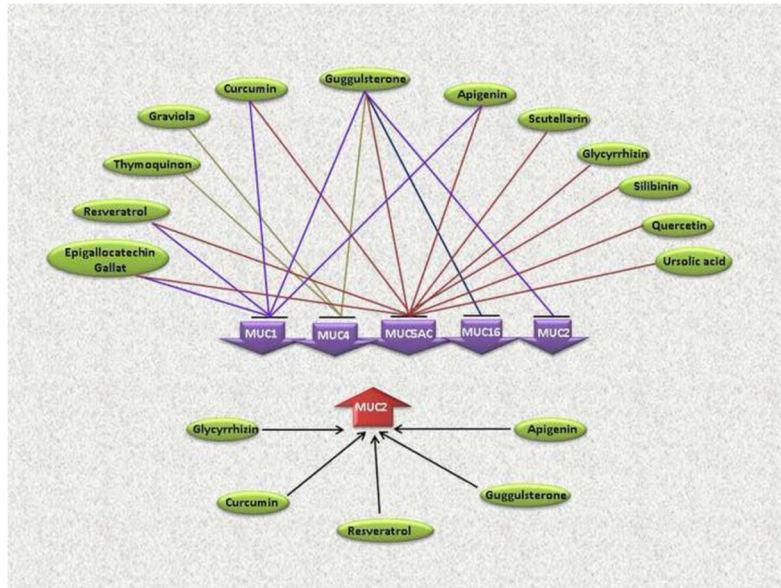 Guggulsterone
Curcumin
Apigenin
Graviola
Scutellarin
Thymoquinon
Glycyrrhizin
Silibinin
Resveratrol
Quercetin
Epigallocatechin
Gallat
Ursolic acid
MUC1
MUC4
MUC5AC
MUC16
MUC2
MUC2
Glycyrrhizin
Apigenin
Curcumin
Guggulsterone
Resveratrol